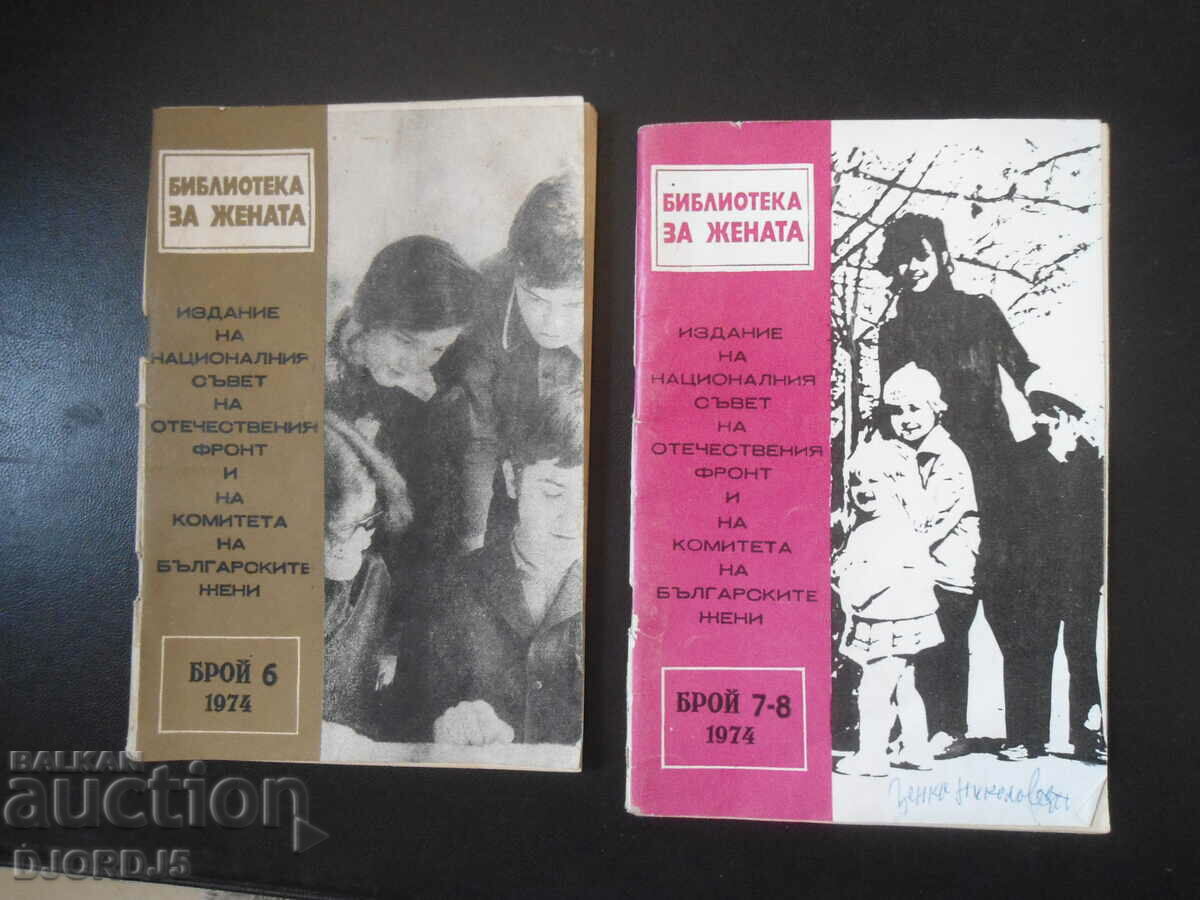 БИБЛИОТЕКА
ЗА ЖЕНАТА
ИЗДАНИЕ
НА
НАЦИОНАЛНИЯ
СЪВЕТ
НА
ОТЕЧЕСТВЕНИЯ
ФРОНТ
И
НА
КОМИТЕТА
НА
БЪЛГАРСКИТЕ
ЖЕНИ
БРОЙ 6
1974
БИБЛИОТЕКА
ЗА ЖЕНАТА
ИЗДАНИЕ
НА
НАЦИОНАЛНИЯ
СЪВЕТ
НА
ОТЕЧЕСТВЕНИЯ
ФРОНТ
И
НА
КОМИТЕТА
НА
БЪЛГАРСКИТЕ
ЖЕНИ
БРОЙ 7-8
1974
BALKAN
auction
DJORD_J5